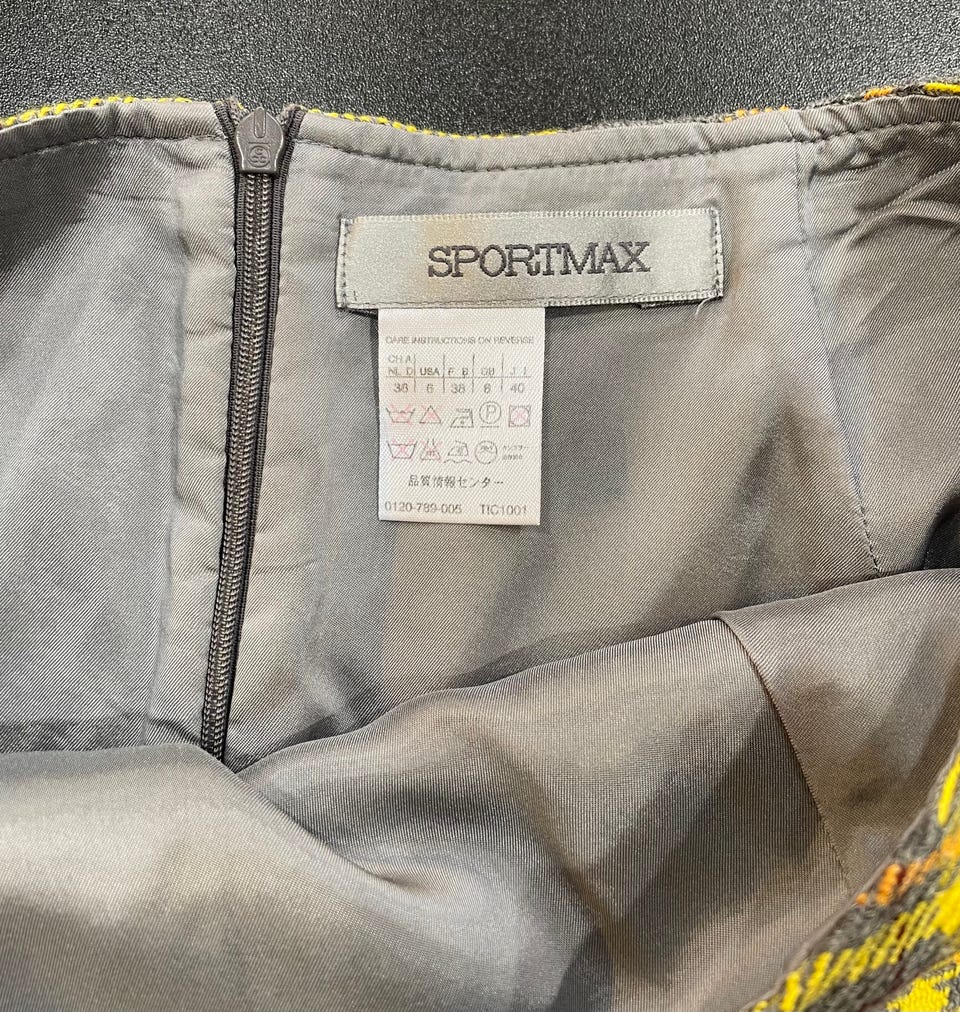 SPORTMAX
CARE INSTRUCTIONS ON REVERSE
CH A
NL D USA F B GB J I
36 6 38 8 40
P
品質情報センター
0120-789-005 TIC1001